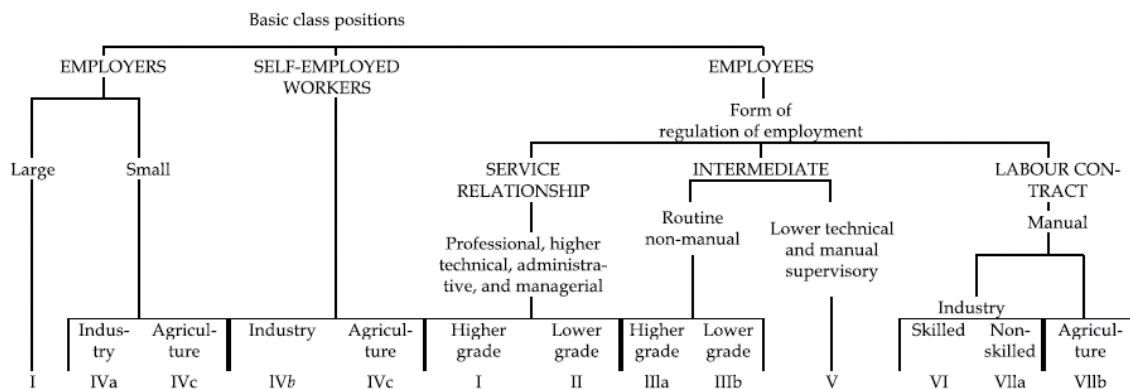 Basic class positions
EMPLOYERS
SELF-EMPLOYED
WORKERS
EMPLOYEES
Form of
regulation of employment
Large
Small
SERVICE
RELATIONSHIP
INTERMEDIATE
LABOUR CON-
TRACT
Professional, higher
technical, administra-
tive, and managerial
Routine
non-manual
Lower technical
and manual
supervisory
Manual
Industry
Indus-
try
Agricul-
ture
Industry
Agricul-
ture
Higher
grade
Lower
grade
Higher
grade
Lower
grade
Skilled
Non-
skilled
Agricul-
ture
I IVa IVc IVb IVc I II IIIa IIIb V VI VIIa VIIb